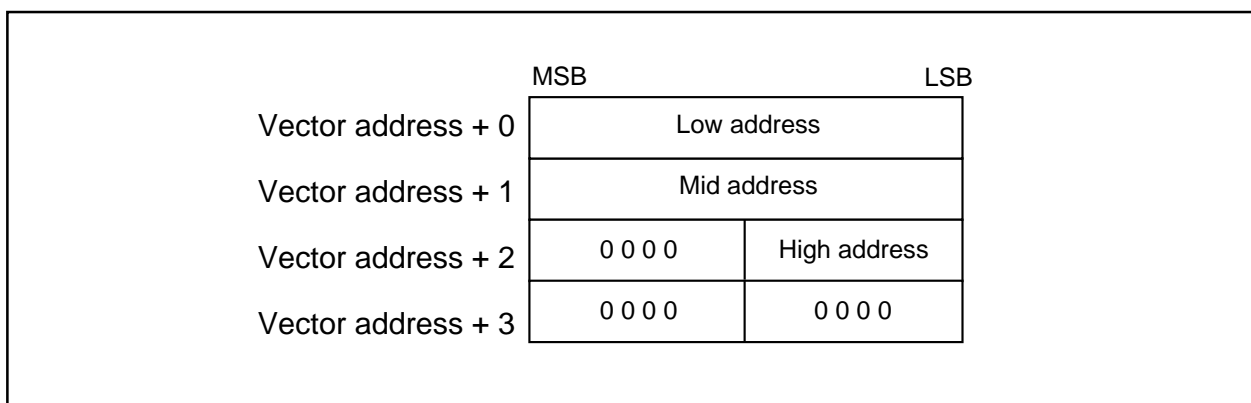 MSB LSB
Vector address + 0 Low address
Vector address + 1 Mid address
Vector address + 2 0 0 0 0 High address
Vector address + 3 0 0 0 0 0 0 0 0